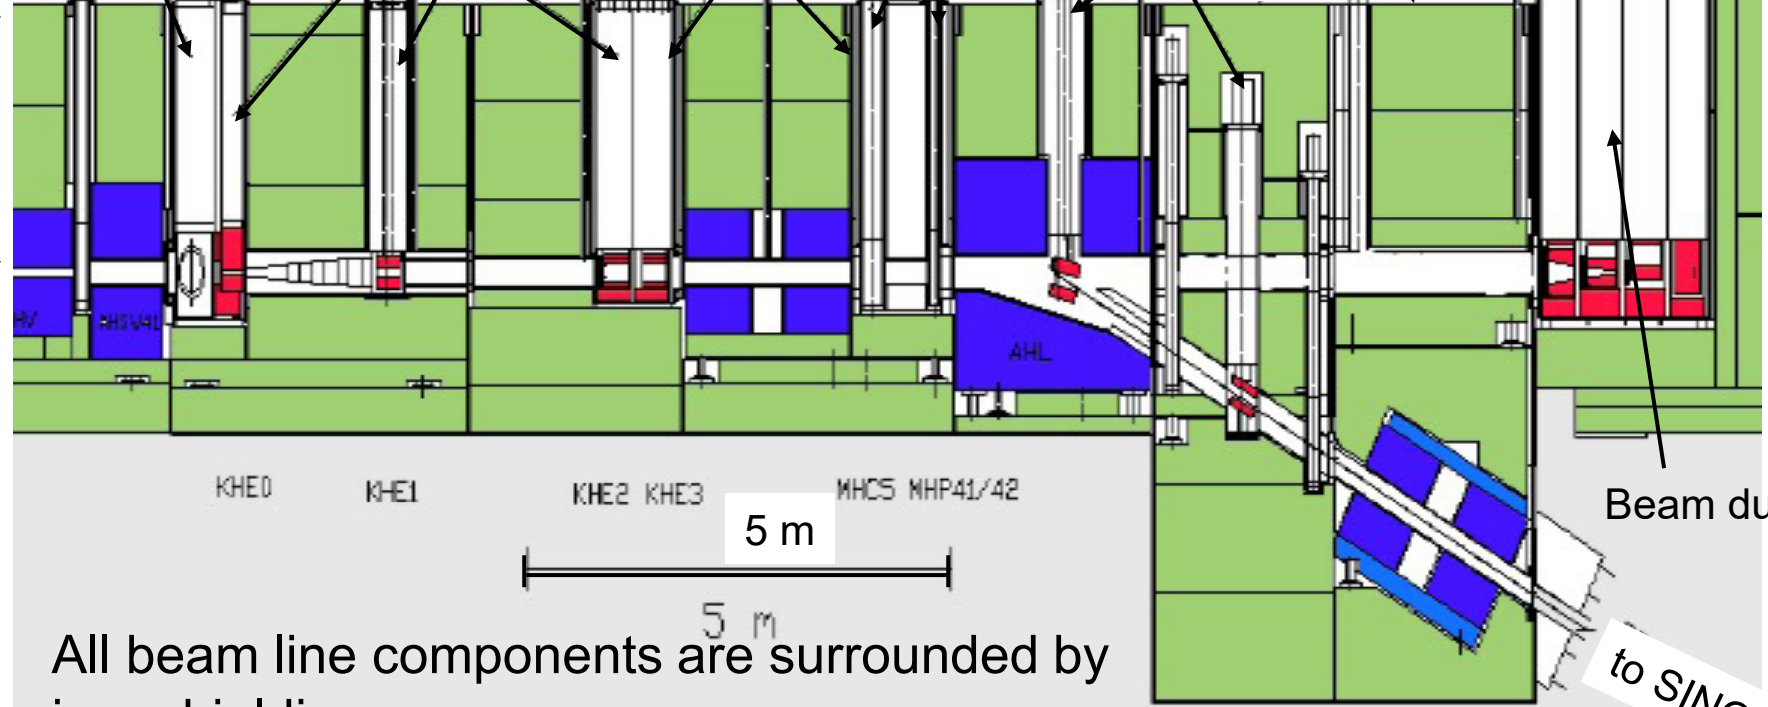 AHSW41
AHL
KHE0
KHE1
KHE2 KHE3
MHC5 MHP41/42
Beam du
5 m
5 m
All beam line components are surrounded by
to SINQ